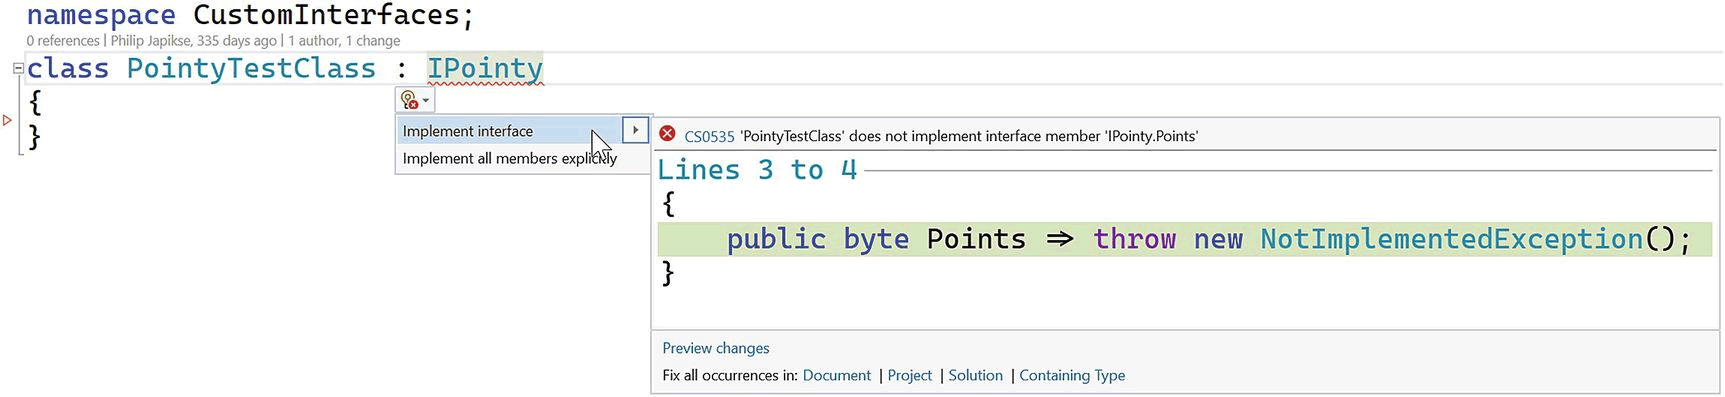 namespace CustomInterfaces;
0 references | Philip Japikse, 335 days ago | 1 author, 1 change
class PointyTestClass : IPointy
{
}
Implement interface
Implement all members explicitly
CS0535 'PointyTestClass' does not implement interface member 'IPointy.Points'
Lines 3 to 4
{
public byte Points => throw new NotImplementedException();
}
Preview changes
Fix all occurrences in: Document | Project | Solution | Containing Type